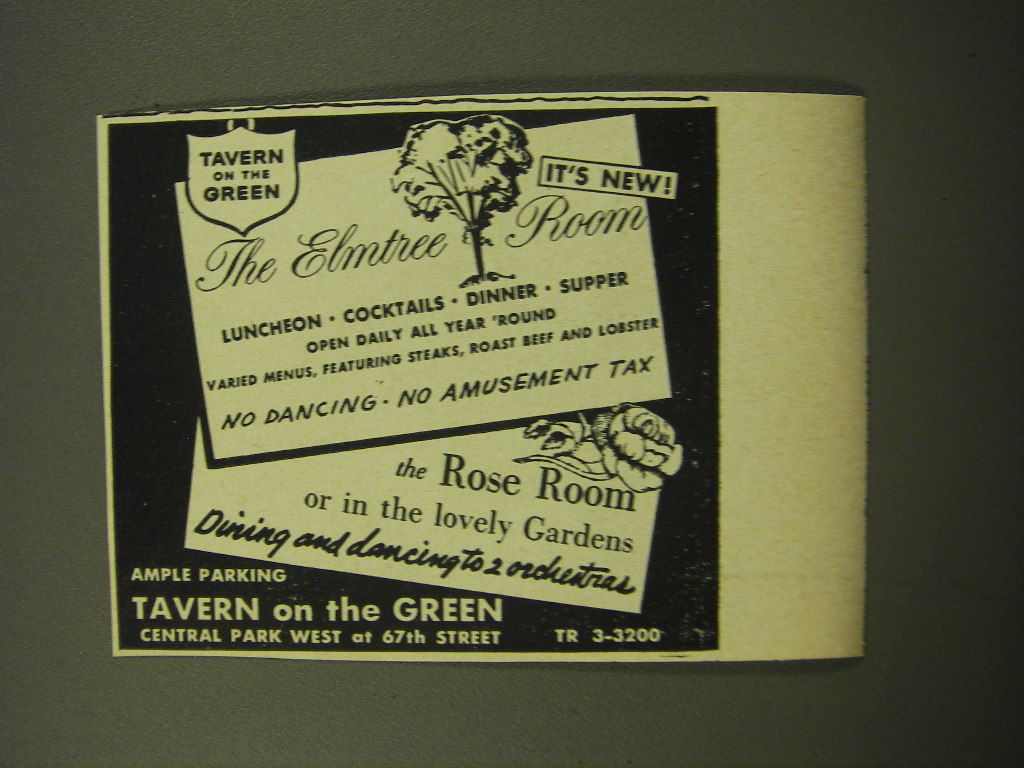 TAVERN
ON THE
GREEN
IT'S NEW!
The Elmtree Room
LUNCHEON · COCKTAILS · DINNER · SUPPER
OPEN DAILY ALL YEAR 'ROUND
VARIED MENUS, FEATURING STEAKS, ROAST BEEF AND LOBSTER
NO DANCING · NO AMUSEMENT TAX
the Rose Room
or in the lovely Gardens
Dining and dancing to 2 orchestras
AMPLE PARKING
TAVERN on the GREEN
CENTRAL PARK WEST at 67th STREET TR 3-3200